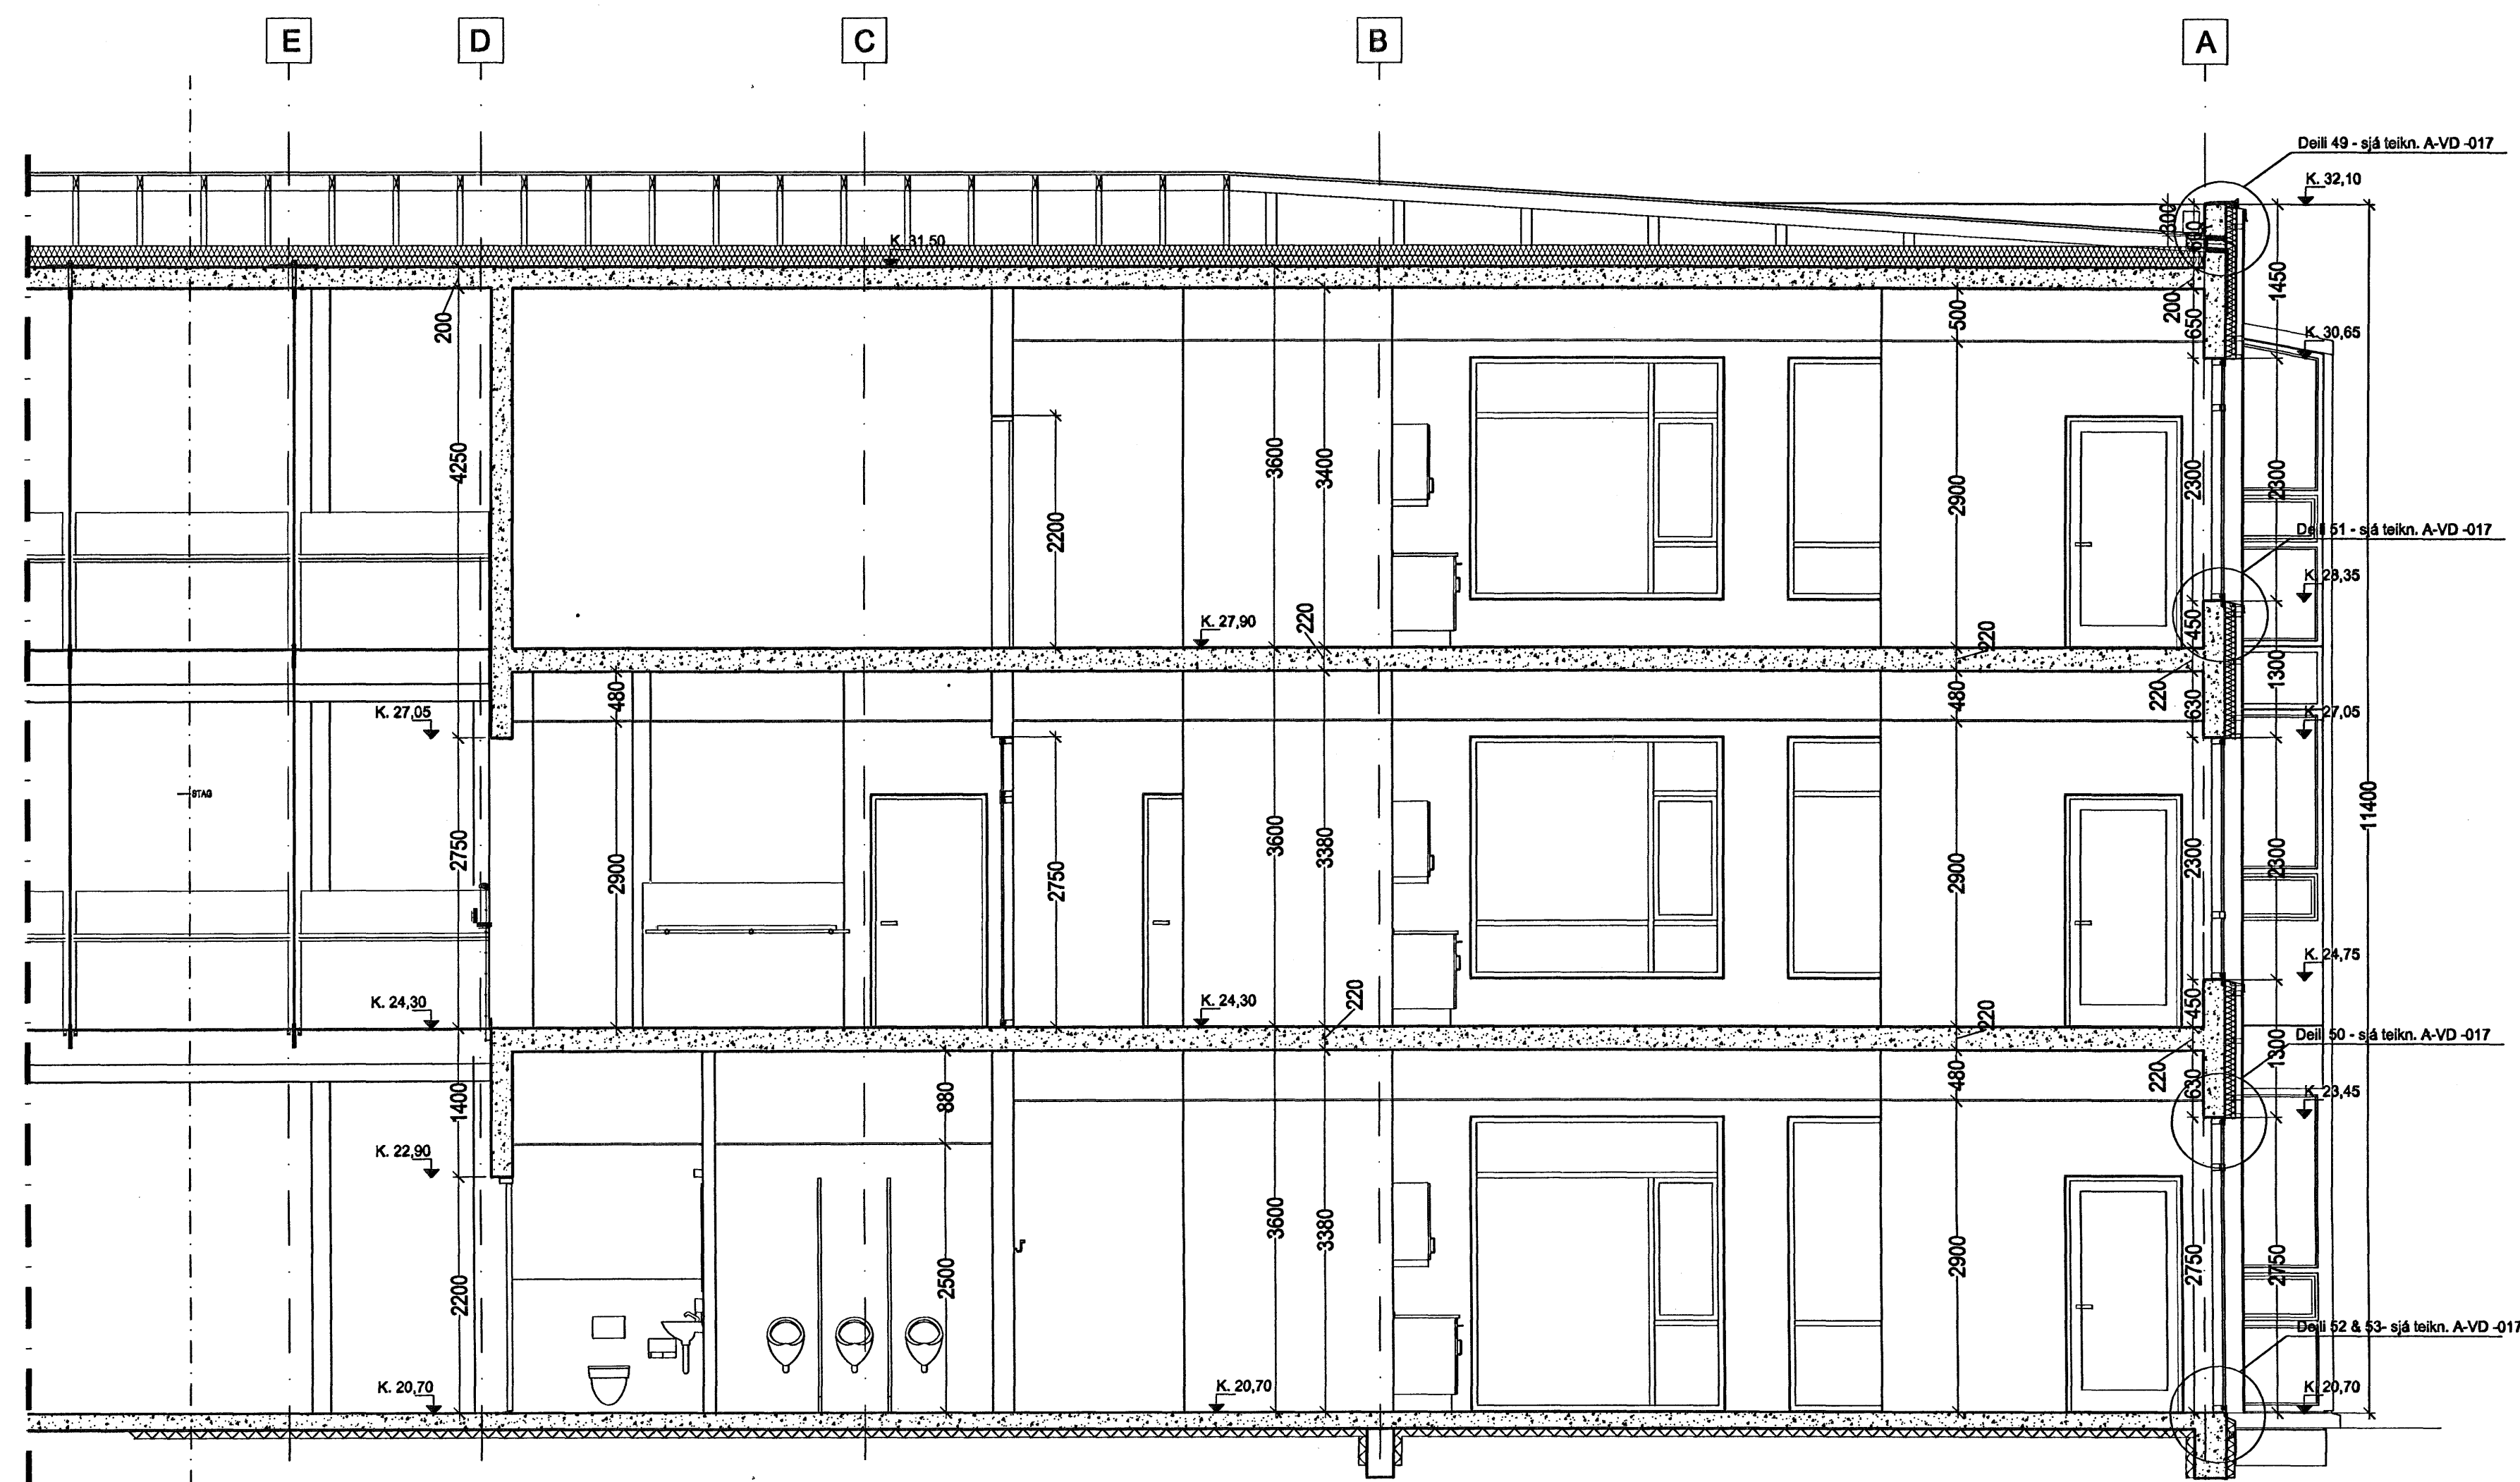 E D C B A
Deili 49 - sjá teikn. A-VD -017
K. 32,10
300
610
K. 31,50
1450
200
200
650
500
K. 30,65
4250
3600
3400
2900
2300
2300
2200
Deili 51 - sjá teikn. A-VD -017
K. 28,35
K. 27,90
220
220
450
1300
480
480
220
630
K. 27,05
K. 27,05
STAG
11400
2750
2900
2750
3600
3380
2900
2300
2300
K. 24,75
K. 24,30
K. 24,30
220
220
450
1300
Deili 50 - sjá teikn. A-VD -017
1400
880
480
220
630
K. 23,45
K. 22,90
2200
2500
3600
3380
2900
2750
2750
Deili 52 & 53- sjá teikn. A-VD -017
K. 20,70
K. 20,70
K. 20,70